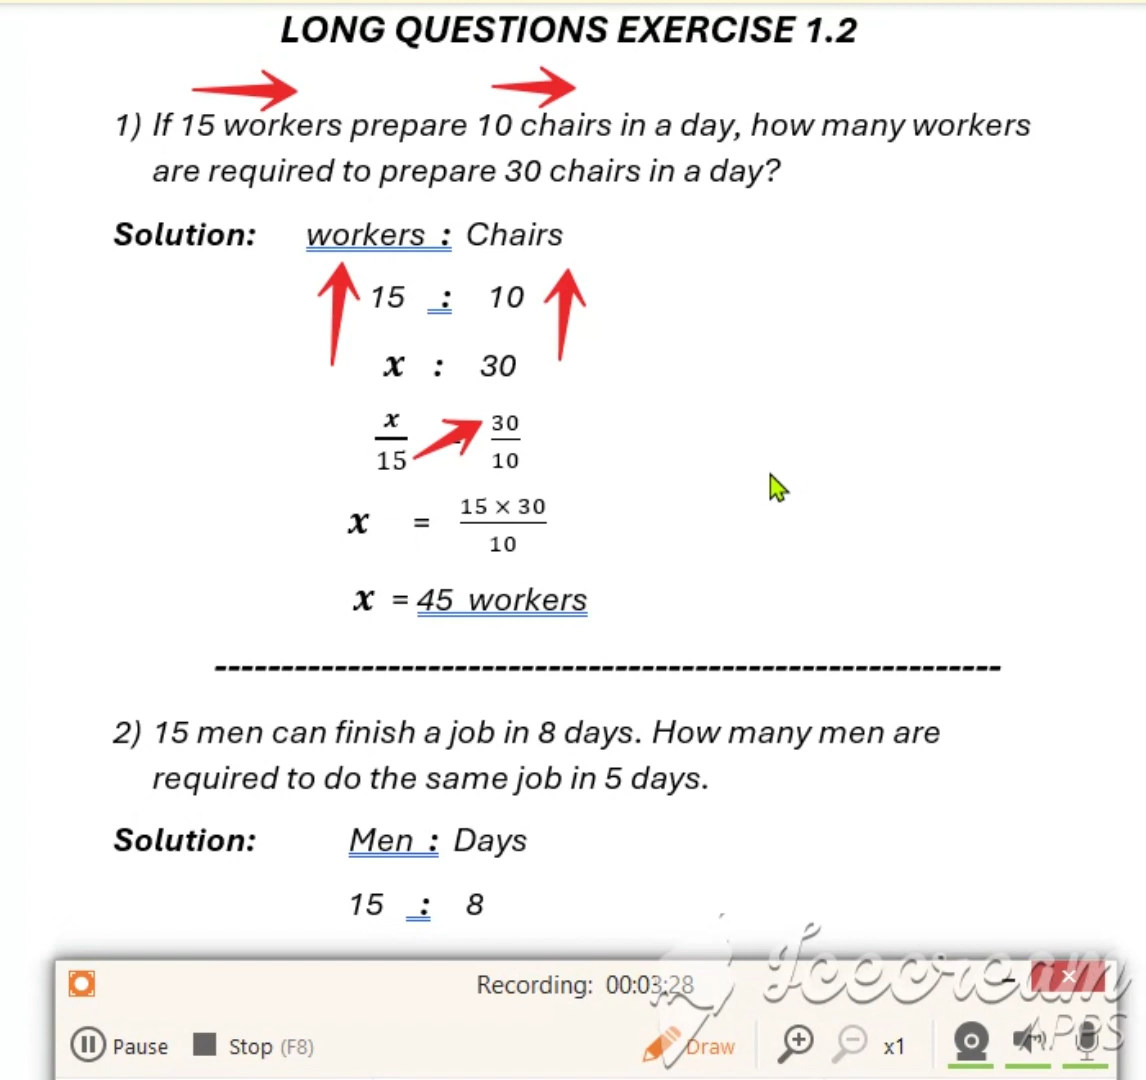 LONG QUESTIONS EXERCISE 1.2
1) If 15 workers prepare 10 chairs in a day, how many workers
are required to prepare 30 chairs in a day?
Solution: workers : Chairs
15 : 10
x : 30
x/15 = 30/10
x = 15 × 30/10
x = 45 workers
------------------------------------------------------------
2) 15 men can finish a job in 8 days. How many men are
required to do the same job in 5 days.
Solution: Men : Days
15 : 8
Recording: 00:03:28
Icecream
APPS
Pause Stop (F8) Draw x1